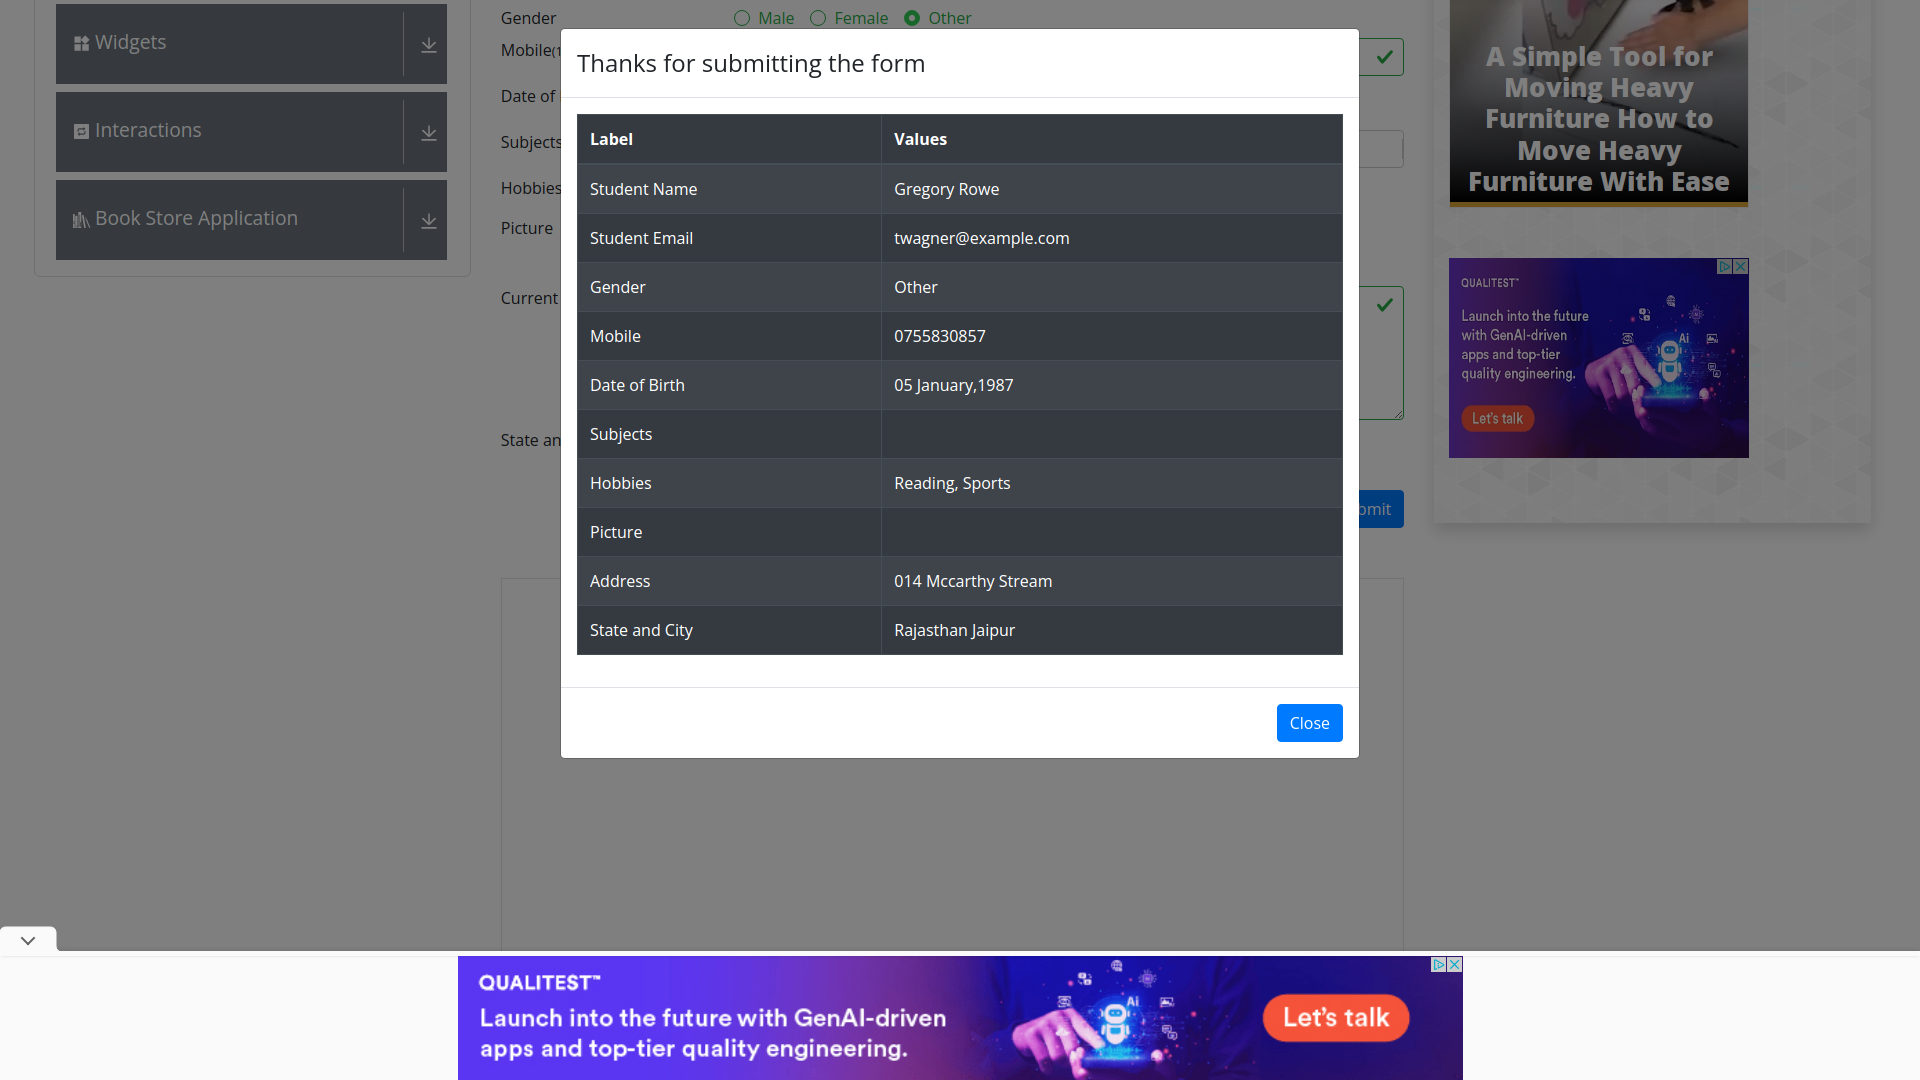 Widgets
Interactions
Book Store Application
Gender
Male
Female
Other
Mobile(1
Date of
Subjects
Hobbies
Picture
Current
State an
bmit
Thanks for submitting the form
Label Values
Student Name Gregory Rowe
Student Email twagner@example.com
Gender Other
Mobile 0755830857
Date of Birth 05 January,1987
Subjects
Hobbies Reading, Sports
Picture
Address 014 Mccarthy Stream
State and City Rajasthan Jaipur
Close
A Simple Tool for
Moving Heavy
Furniture How to
Move Heavy
Furniture With Ease
QUALITEST™
Launch into the future
with GenAI-driven
apps and top-tier
quality engineering.
Let's talk
Ai
QUALITEST™
Launch into the future with GenAI-driven
apps and top-tier quality engineering.
Ai
Let's talk